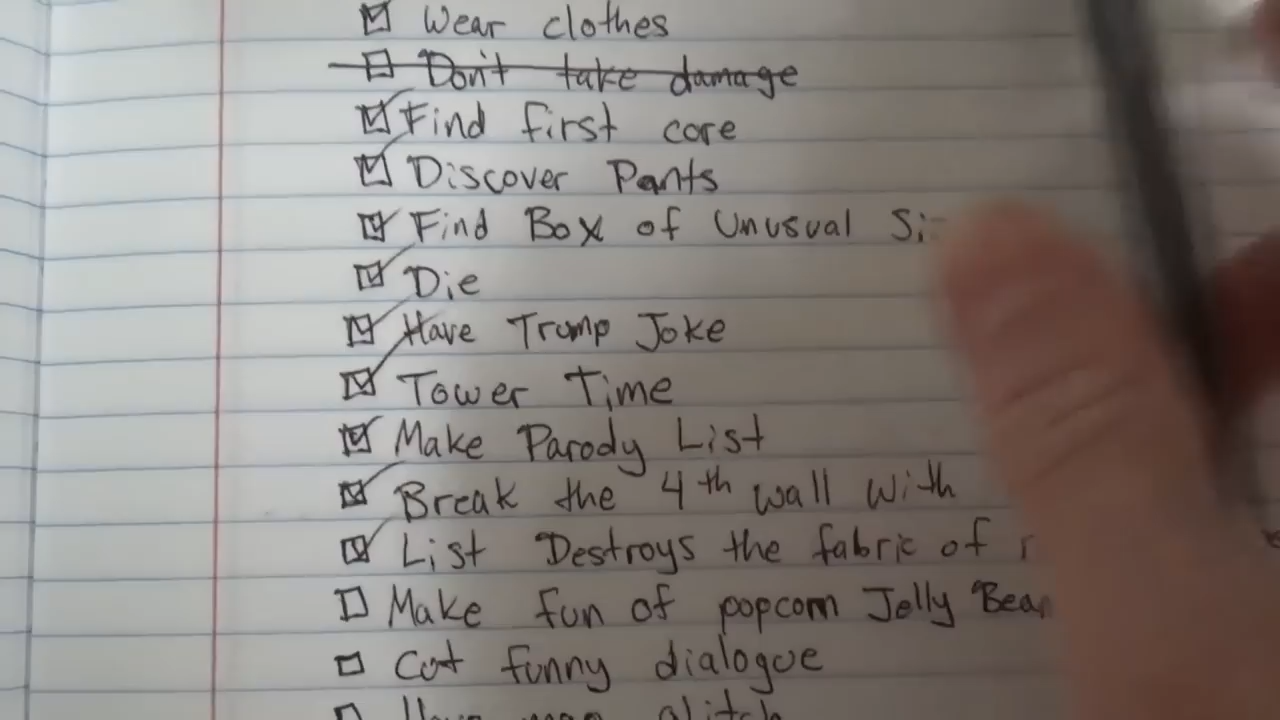 Wear clothes
Don't take damage
Find first core
Discover Pants
Find Box of Unusual
Die
Have Trump Joke
Tower Time
Make Parody List
Break the 4th wall with
List Destroys the fabric of
Make fun of popcorn Jelly
Cut funny dialogue